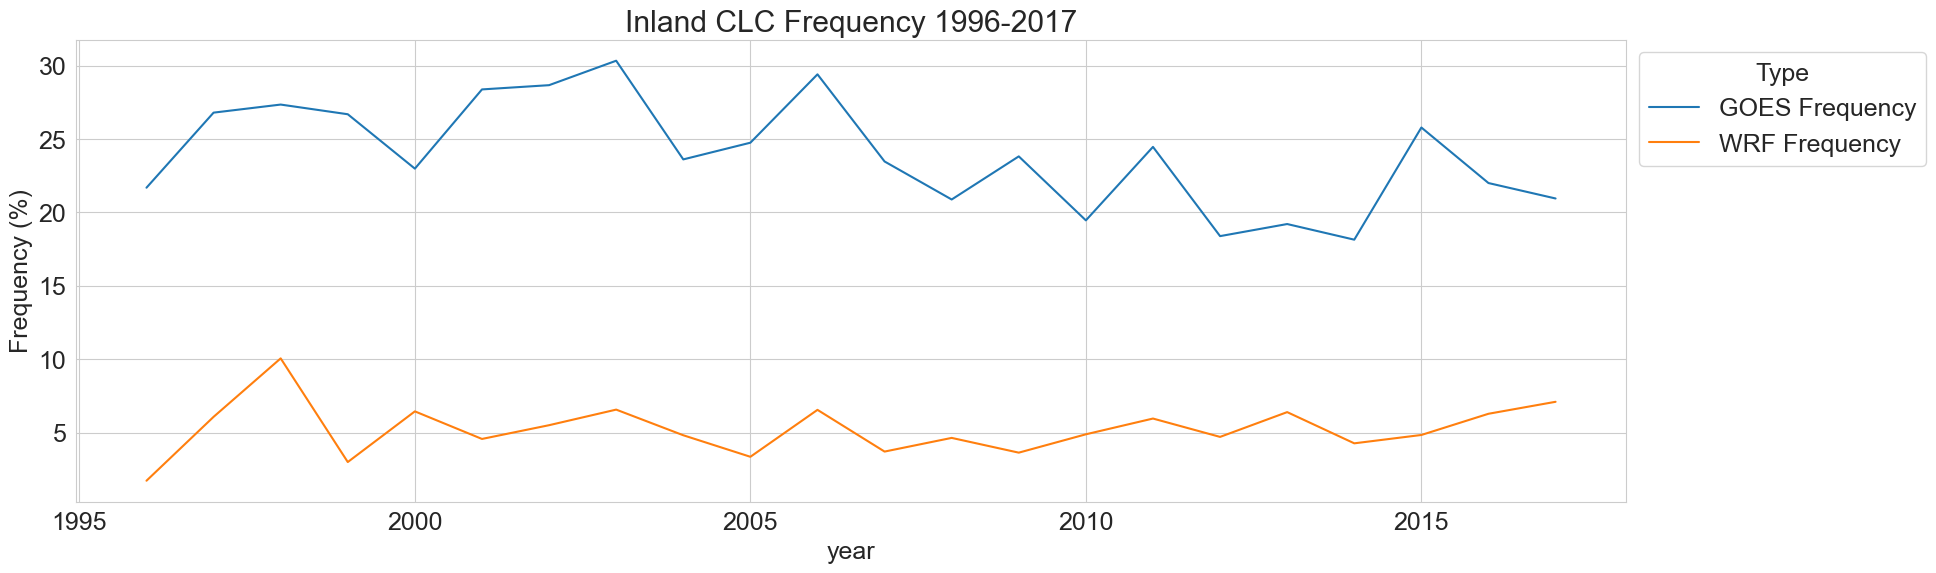 Inland CLC Frequency 1996-2017
Frequency (%)
30
25
20
15
10
5
1995
2000
2005
2010
2015
year
Type
GOES Frequency
WRF Frequency